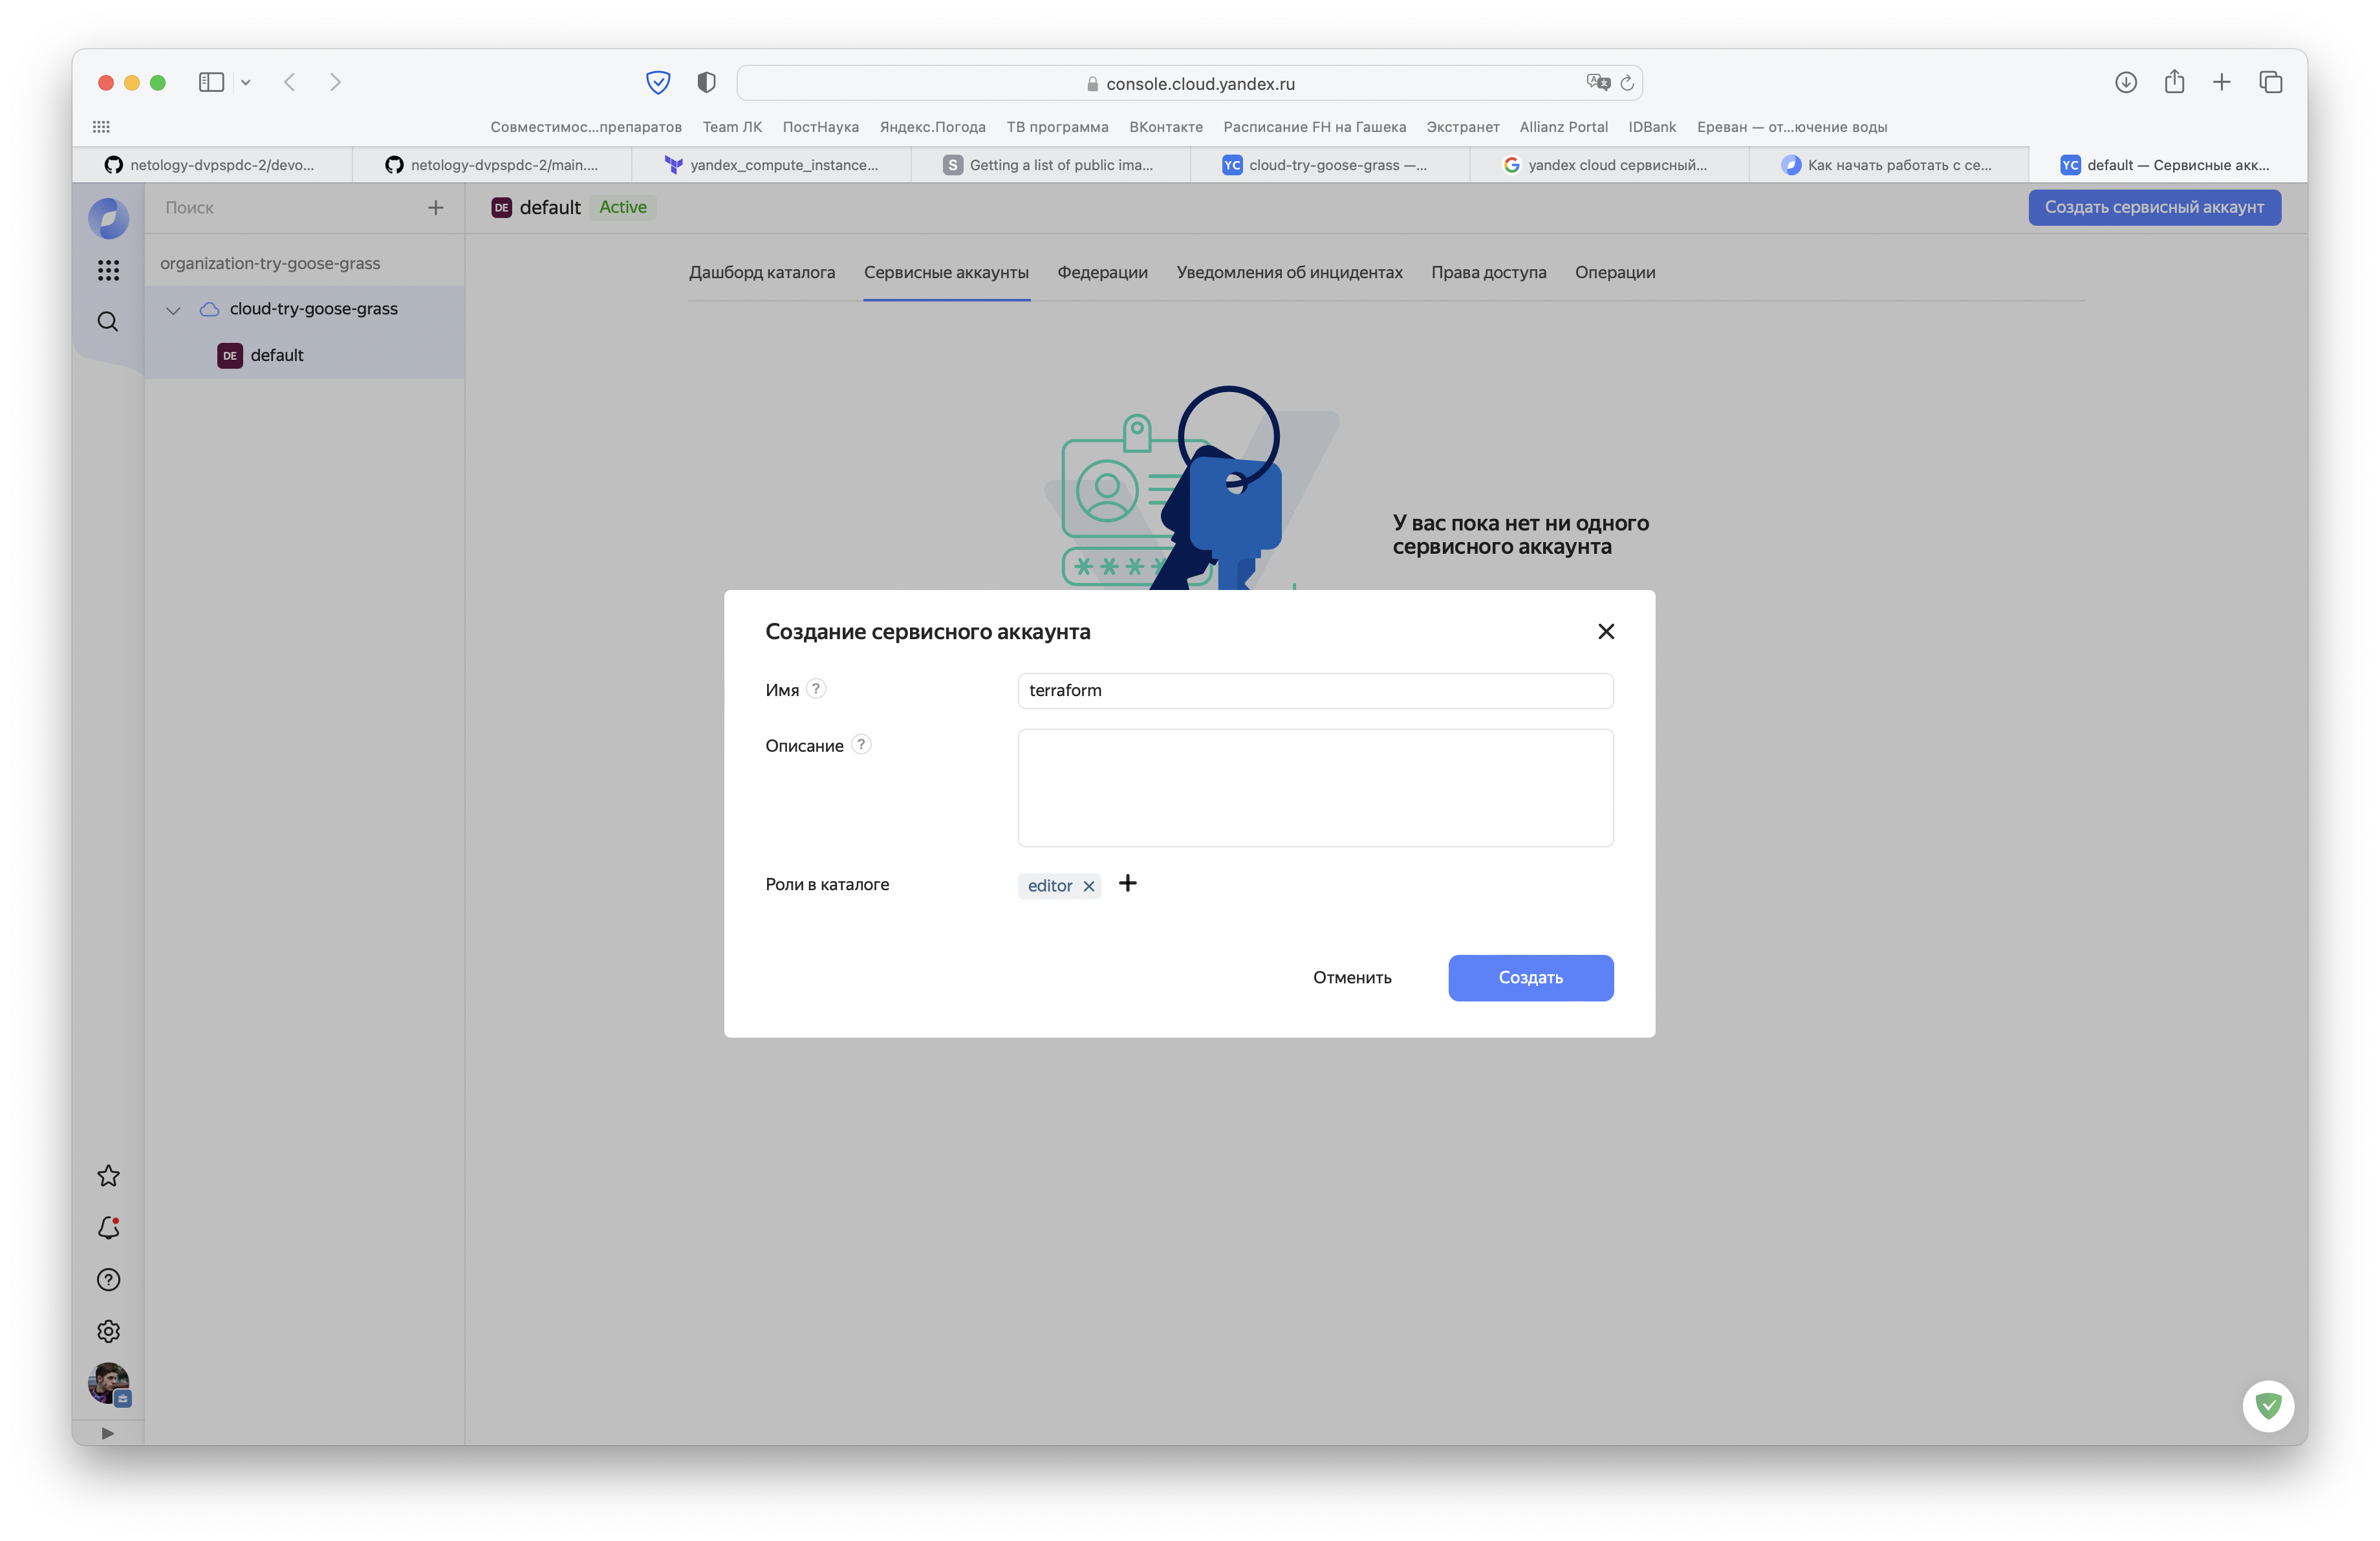 console.cloud.yandex.ru
Совместимос...препаратов Team ЛК ПостНаука Яндекс.Погода ТВ программа ВКонтакте Расписание FH на Гашека Экстранет Allianz Portal IDBank Ереван — от...ючение воды
netology-dvpspdc-2/devo... netology-dvpspdc-2/main.... yandex_compute_instance... S Getting a list of public ima... YC cloud-try-goose-grass —... yandex cloud сервисный... Как начать работать с се... YC default — Сервисные акк...
Поиск
DE default Active
Создать сервисный аккаунт
organization-try-goose-grass
cloud-try-goose-grass
DE default
Дашборд каталога Сервисные аккаунты Федерации Уведомления об инцидентах Права доступа Операции
У вас пока нет ни одного
сервисного аккаунта
Создание сервисного аккаунта
Имя ?
terraform
Описание ?
Роли в каталоге
editor
Отменить Создать